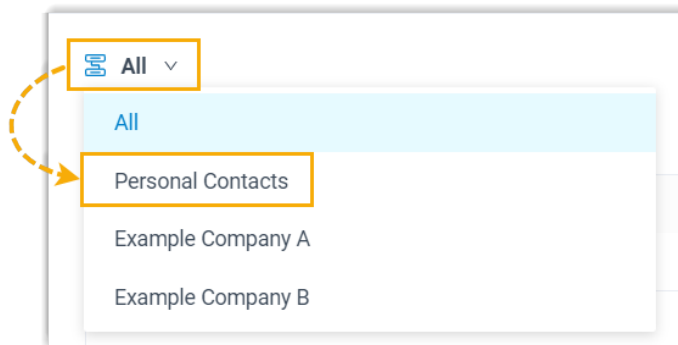 All
All
Personal Contacts
Example Company A
Example Company B